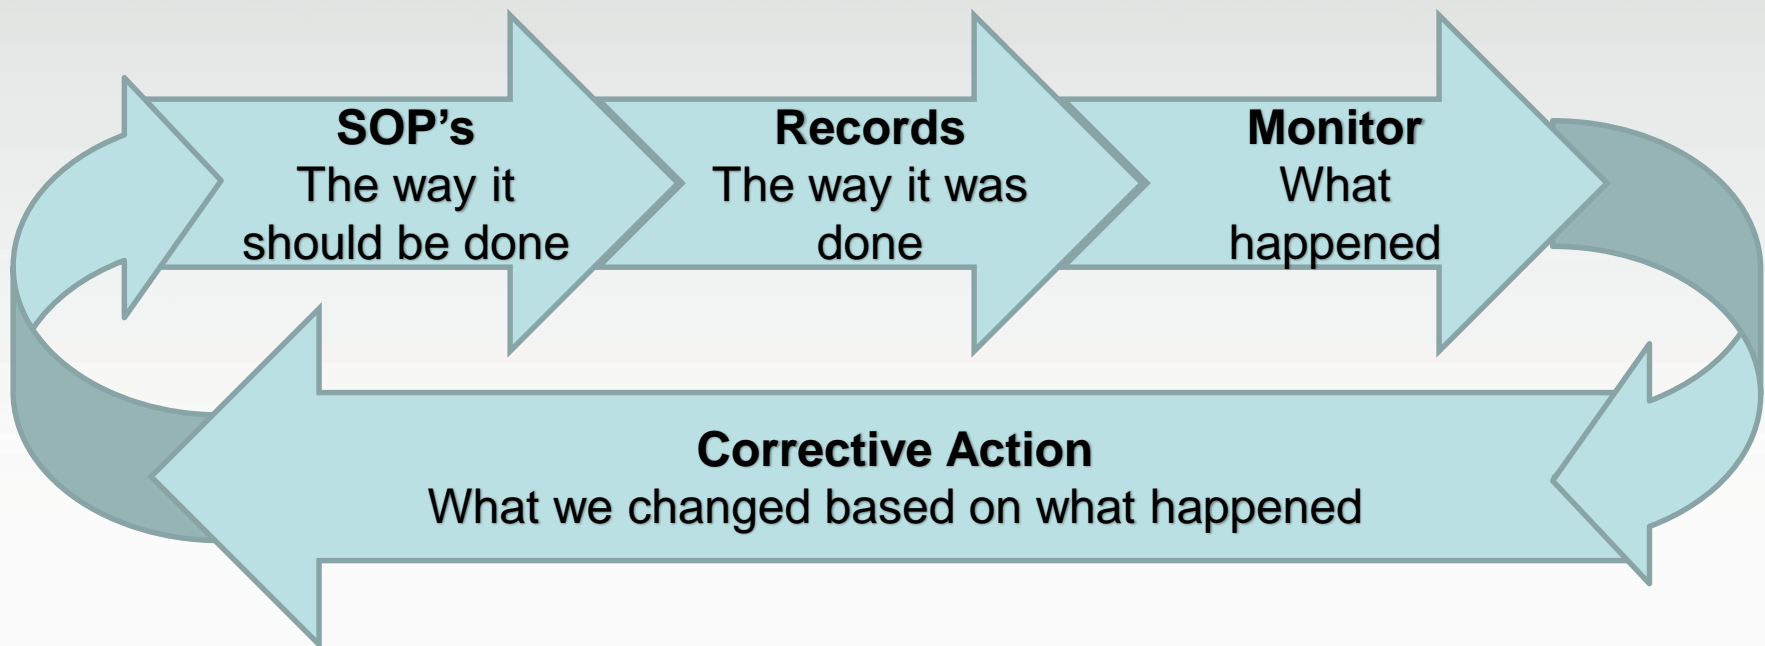 SOP’s
The way it
should be done
Records
The way it was
done
Monitor
What
happened
Corrective Action
What we changed based on what happened